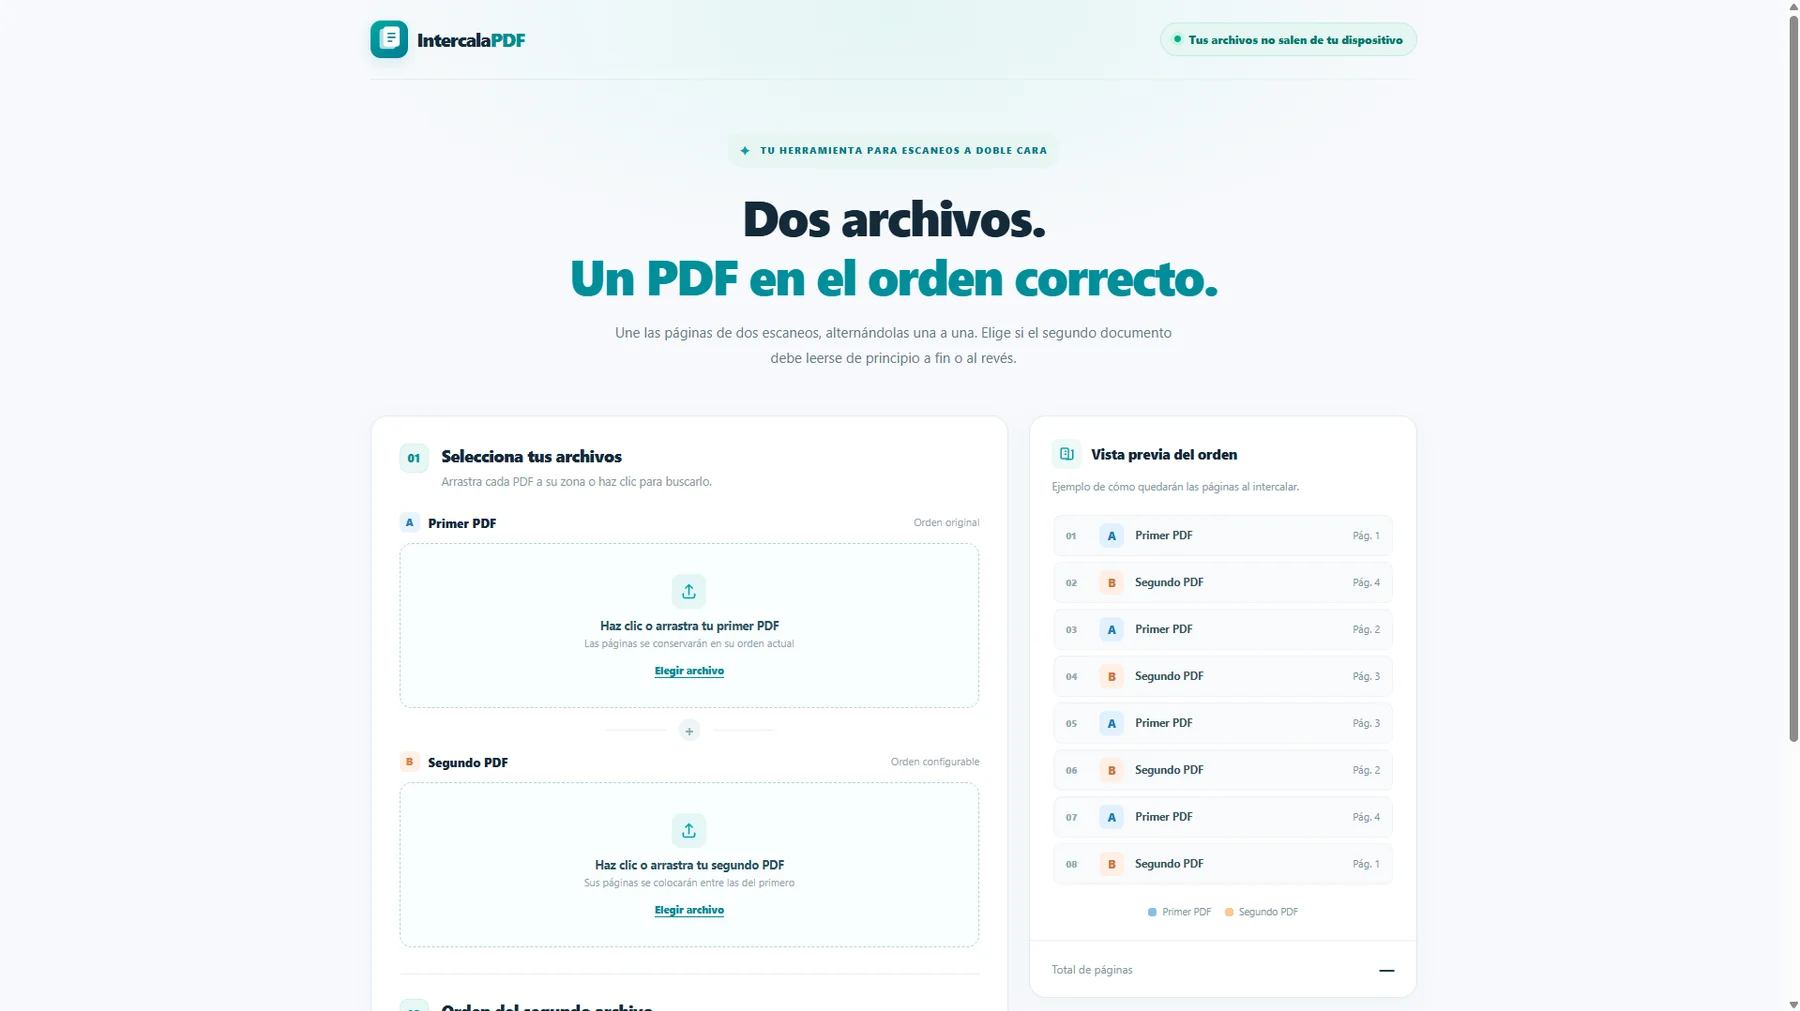 IntercalaPDF
Tus archivos no salen de tu dispositivo
TU HERRAMIENTA PARA ESCANEOS A DOBLE CARA
Dos archivos.
Un PDF en el orden correcto.
Une las páginas de dos escaneos, alternándolas una a una. Elige si el segundo documento
debe leerse de principio a fin o al revés.
01
Selecciona tus archivos
Arrastra cada PDF a su zona o haz clic para buscarlo.
A Primer PDF Orden original
Haz clic o arrastra tu primer PDF
Las páginas se conservarán en su orden actual
Elegir archivo
+
B Segundo PDF Orden configurable
Haz clic o arrastra tu segundo PDF
Sus páginas se colocarán entre las del primero
Elegir archivo
Orden del segundo archivo
Vista previa del orden
Ejemplo de cómo quedarán las páginas al intercalar.
01 A Primer PDF Pág. 1
02 B Segundo PDF Pág. 4
03 A Primer PDF Pág. 2
04 B Segundo PDF Pág. 3
05 A Primer PDF Pág. 3
06 B Segundo PDF Pág. 2
07 A Primer PDF Pág. 4
08 B Segundo PDF Pág. 1
Primer PDF Segundo PDF
Total de páginas —